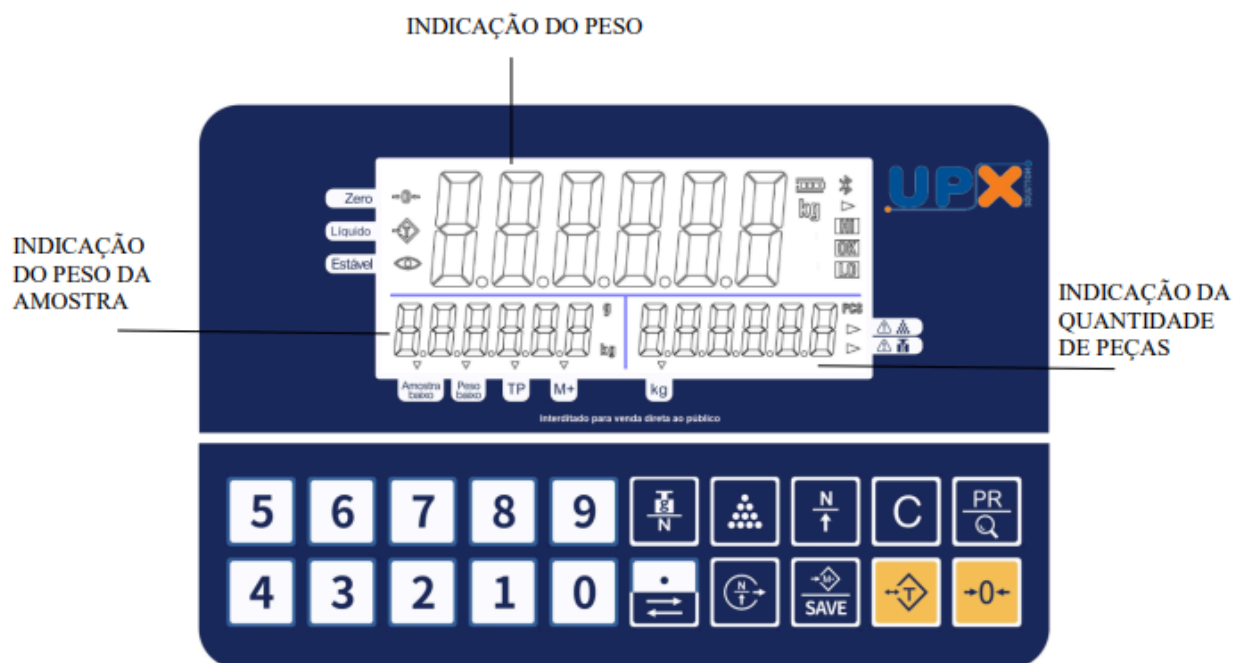 INDICAÇÃO DO PESO
UPX
SOLUTIONS
Zero
kg
HI
Líquido
T
OK
INDICAÇÃO
DO PESO DA
AMOSTRA
Estável
LO
g
PCS
kg
INDICAÇÃO DA
QUANTIDADE
DE PEÇAS
Amostra
baixo
Peso
baixo
TP
M+
kg
Interditado para venda direta ao público
5 6 7 8 9 g N N C PR
4 3 2 1 0 N M+ SAVE T 0